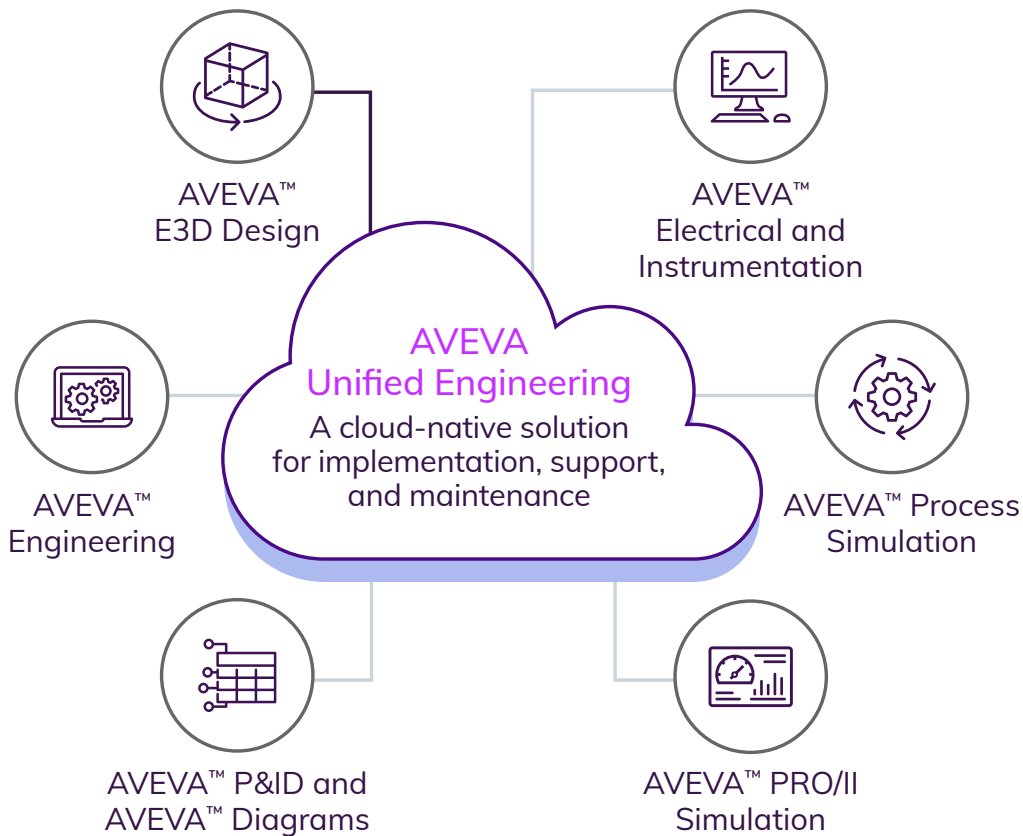 AVEVA™
E3D Design
AVEVA™
Electrical and
Instrumentation
AVEVA
Unified Engineering
A cloud-native solution
for implementation, support,
and maintenance
AVEVA™
Engineering
AVEVA™ Process
Simulation
AVEVA™ P&ID and
AVEVA™ Diagrams
AVEVA™ PRO/II
Simulation